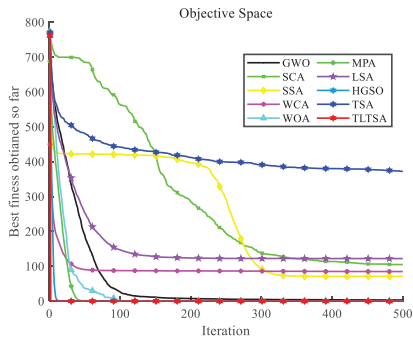 Objective Space
Best finess obtianed so far
800
700
600
500
400
300
200
100
0
GWO MPA
SCA LSA
SSA HGSO
WCA TSA
WOA TLTSA
0 100 200 300 400 500
Iteration